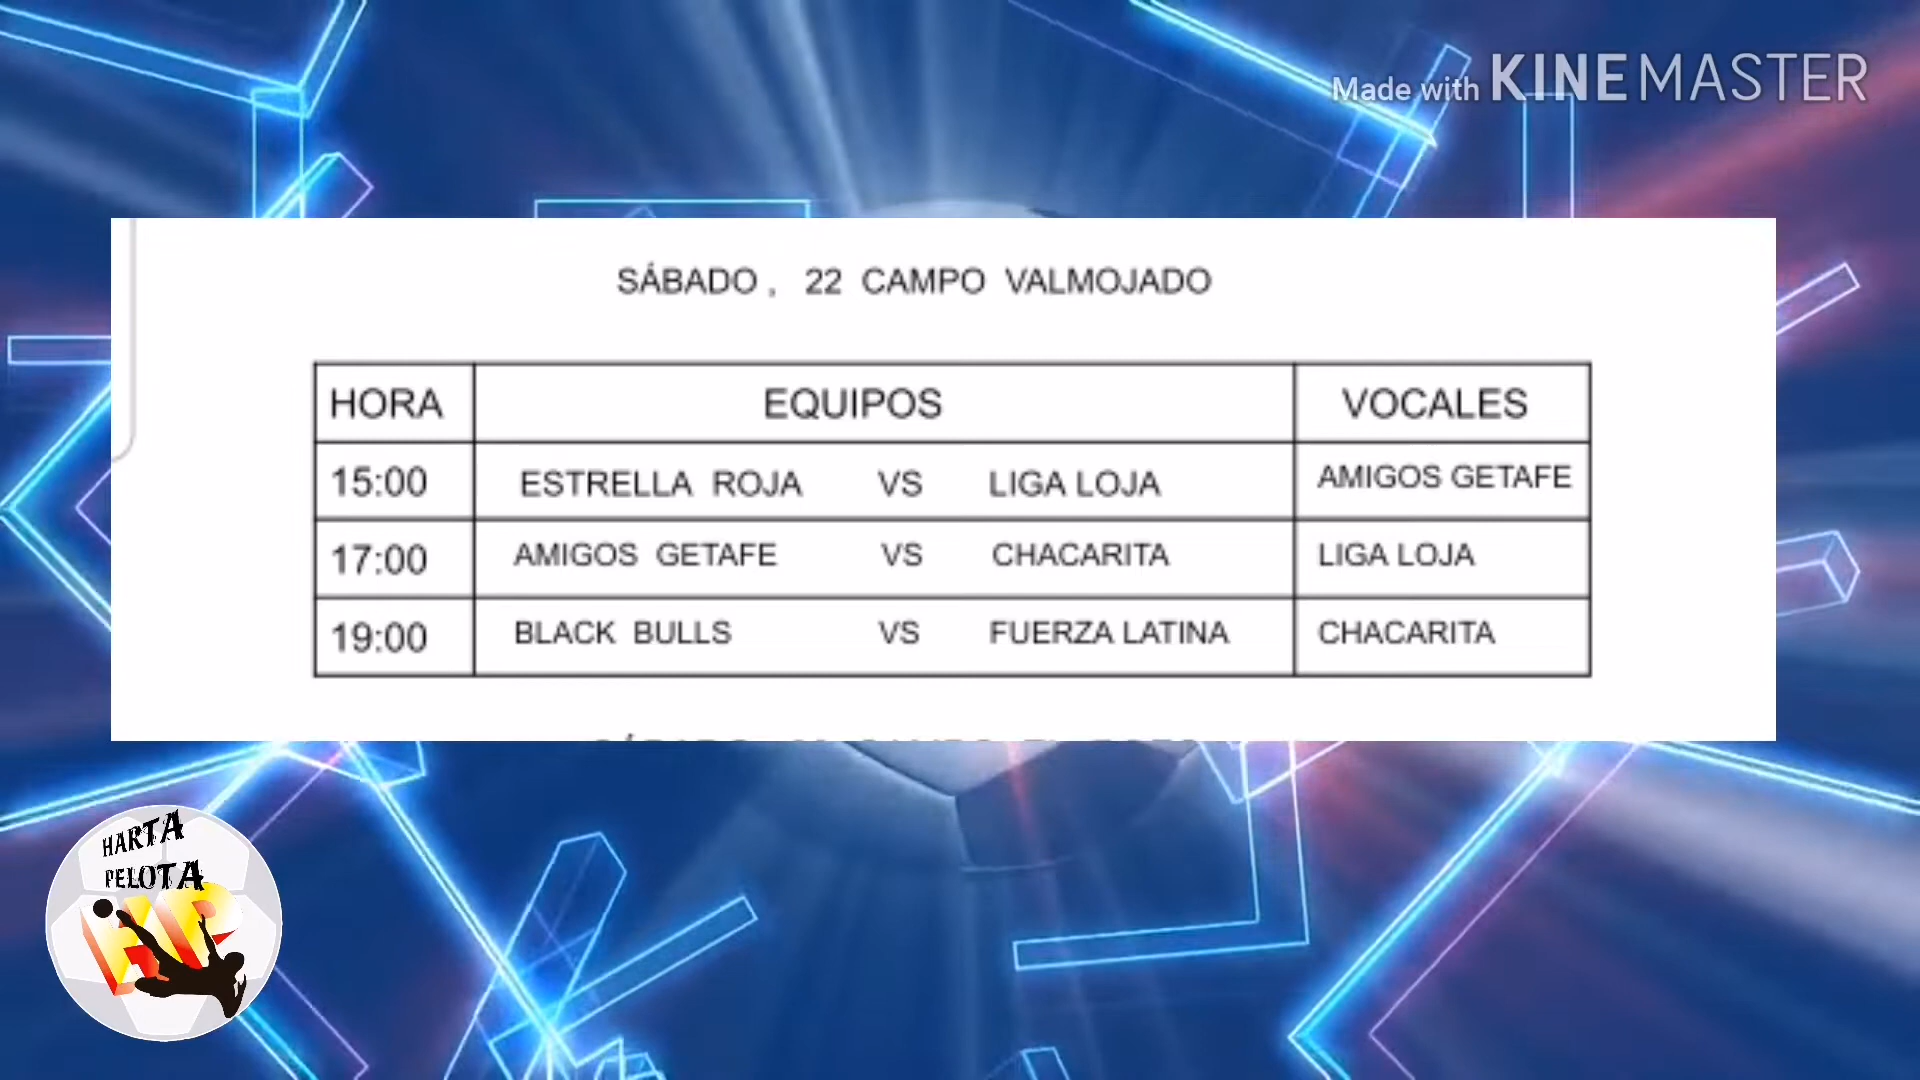 Made with KINEMASTER
SÁBADO , 22 CAMPO VALMOJADO
HORA EQUIPOS VOCALES
15:00 ESTRELLA ROJA VS LIGA LOJA AMIGOS GETAFE
17:00 AMIGOS GETAFE VS CHACARITA LIGA LOJA
19:00 BLACK BULLS VS FUERZA LATINA CHACARITA
HARTA
PELOTA
HP